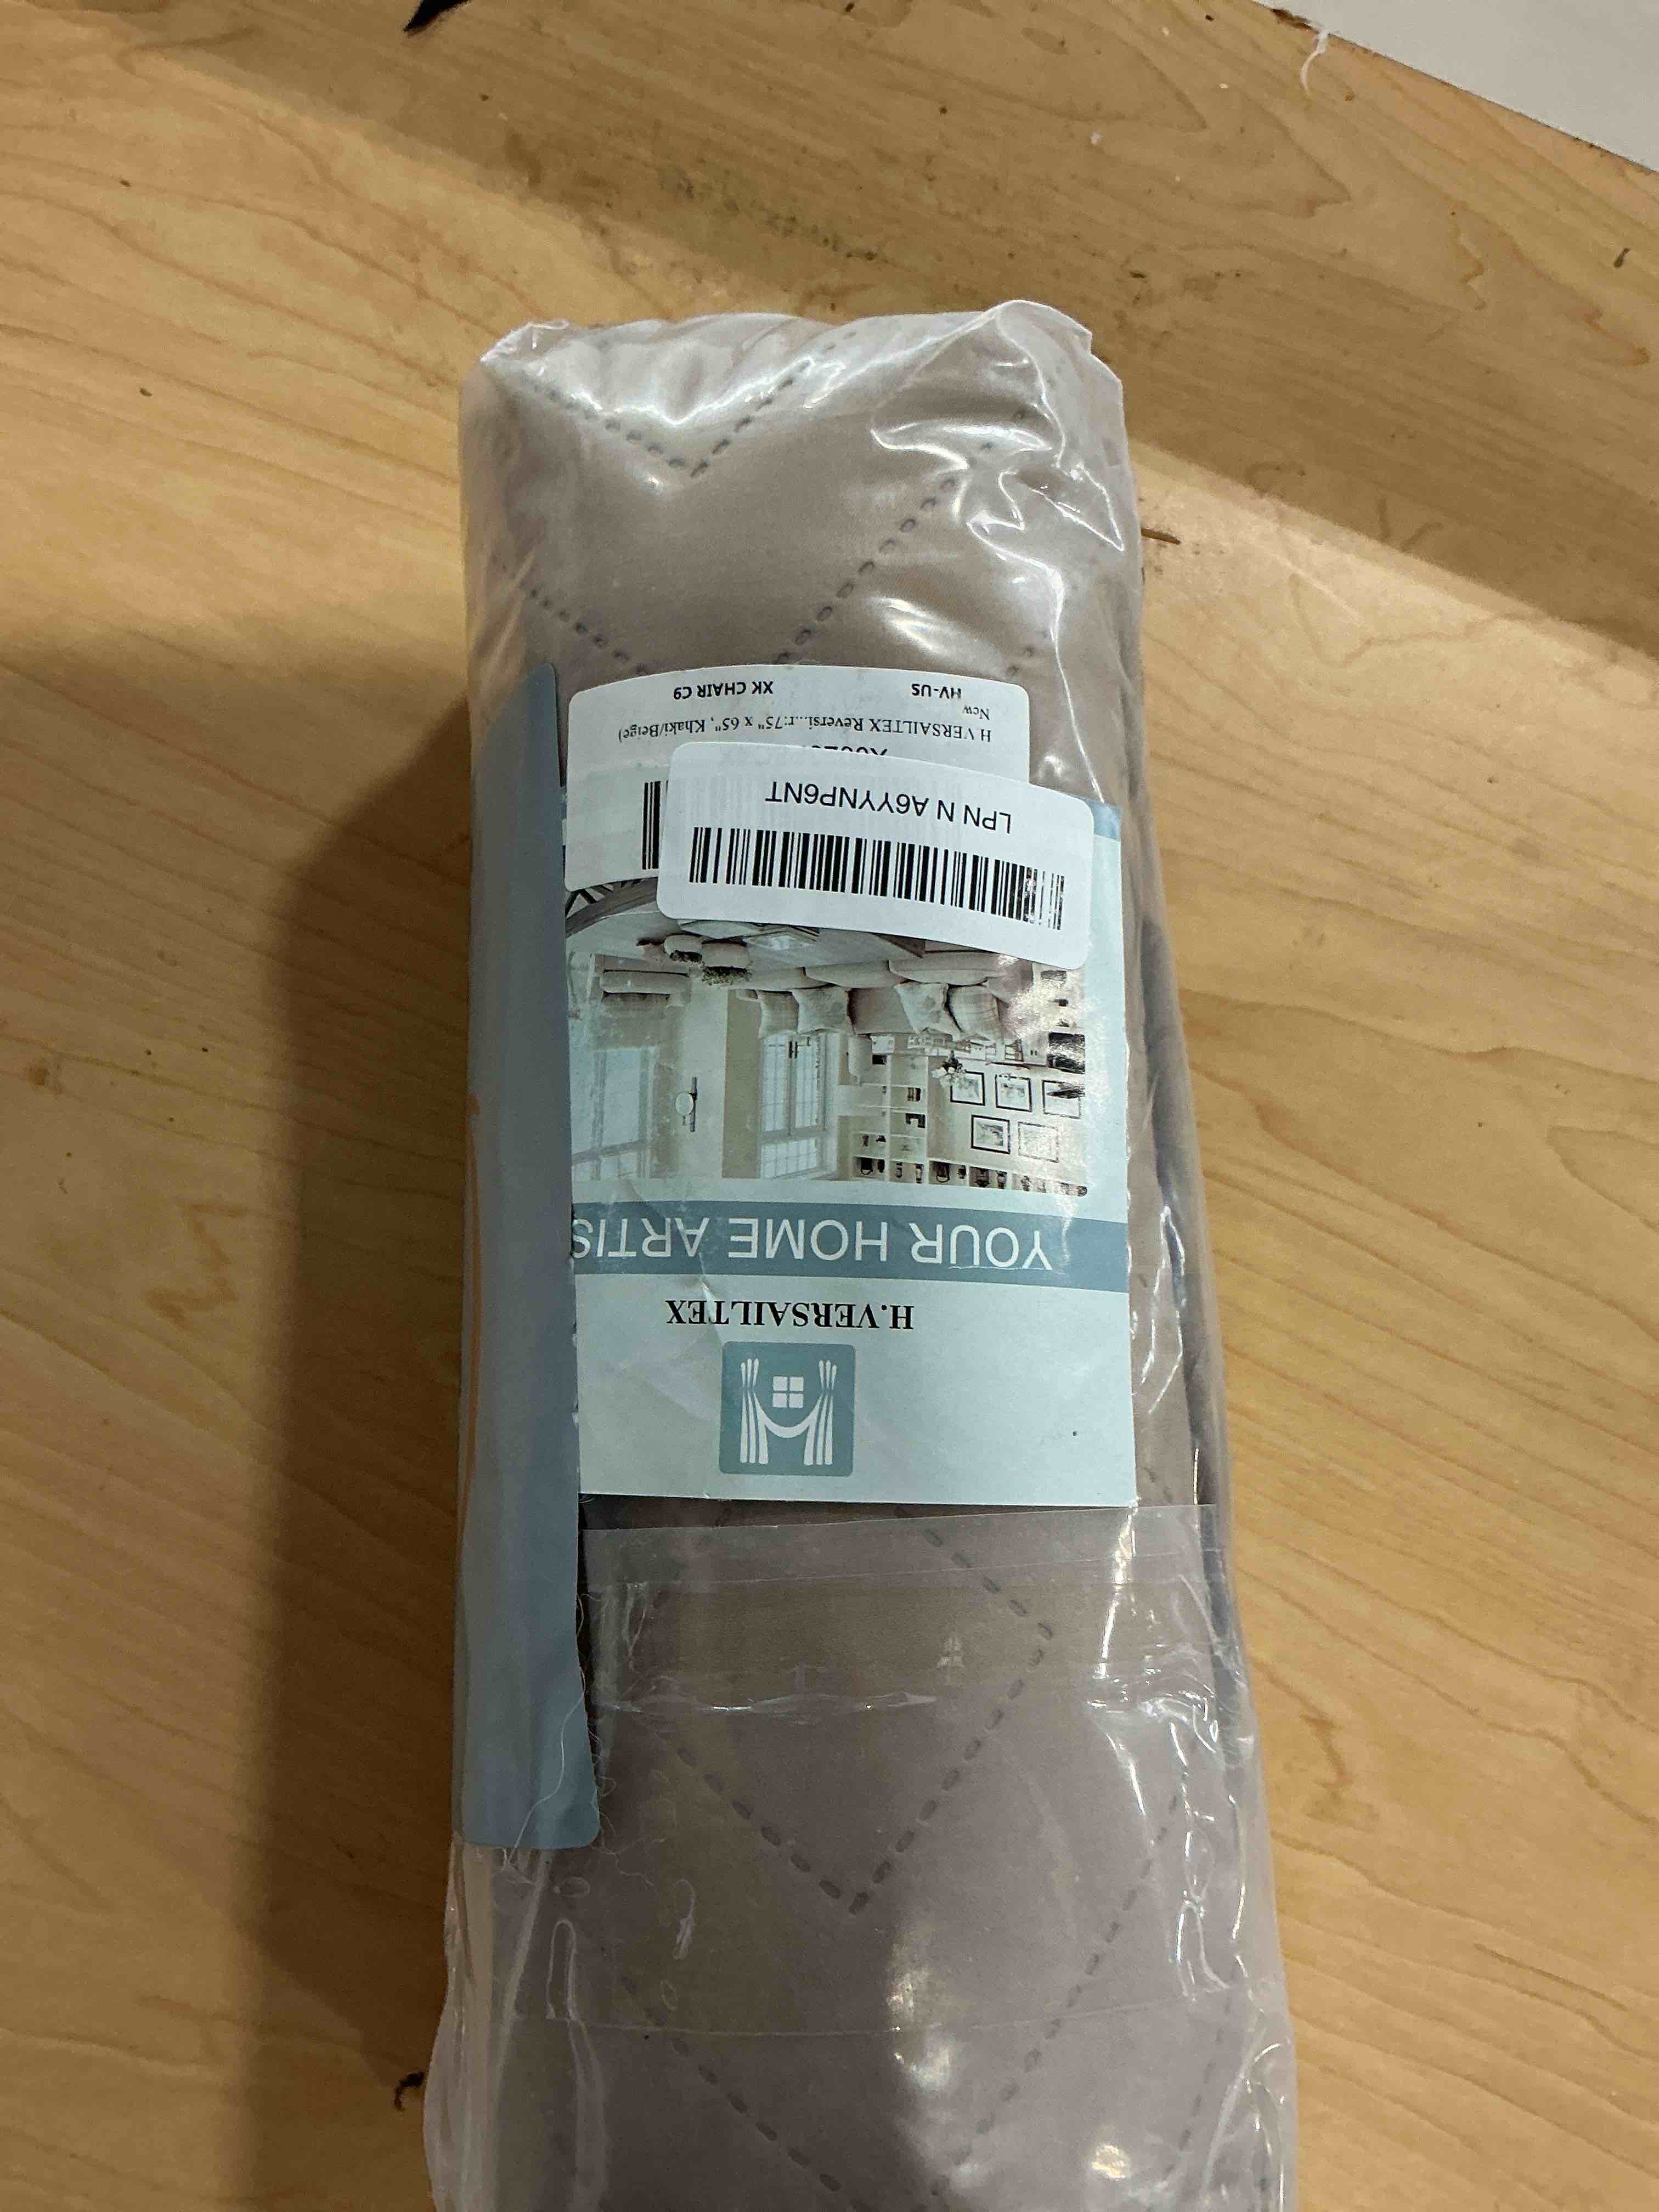 H.VERSAILTEX
YOUR HOME ARTIS
LPN N A6YYNP6NT
H VERSAILTEX Reversi...r:75" x 65", Khaki/Beige)
New
HV-US XK CHAIR C9